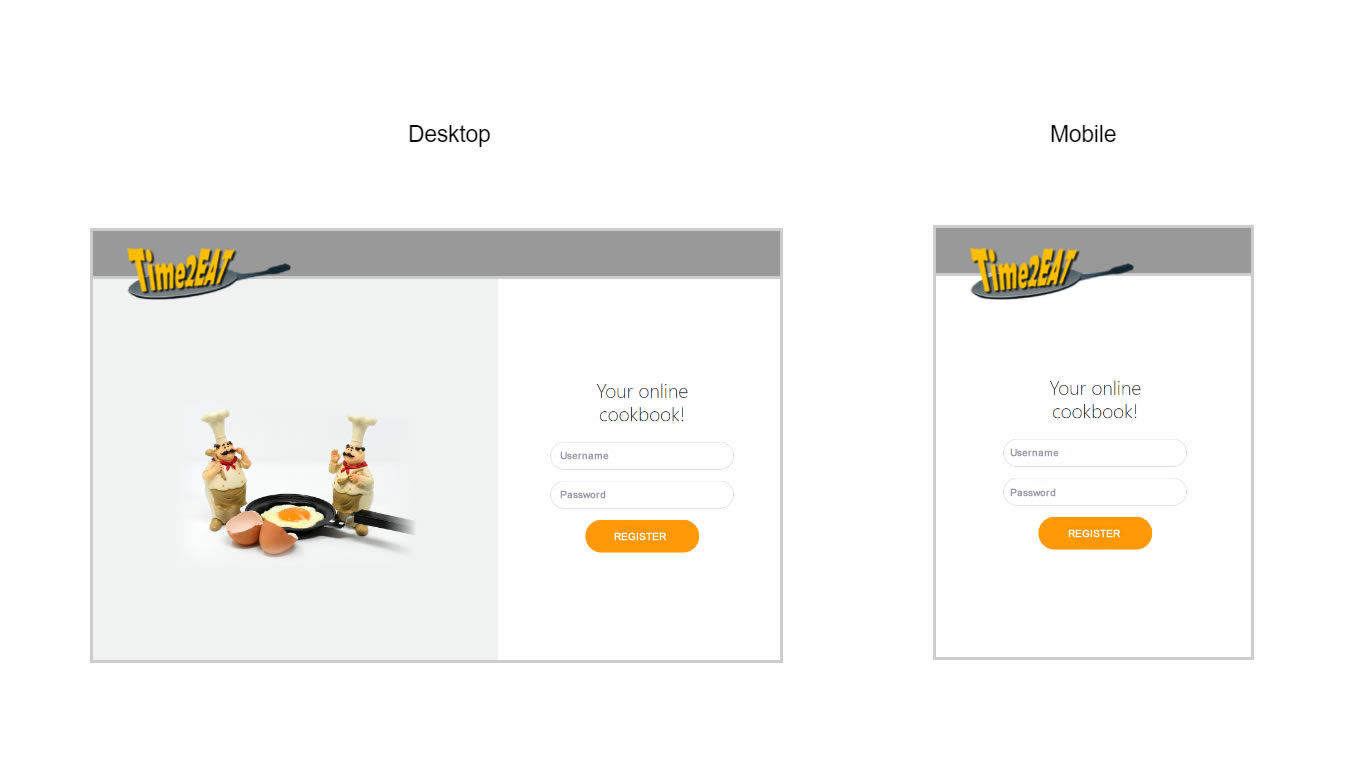 Desktop
Mobile
Time2EAT
Time2EAT
Your online
cookbook!
Username
Password
REGISTER
Your online
cookbook!
Username
Password
REGISTER